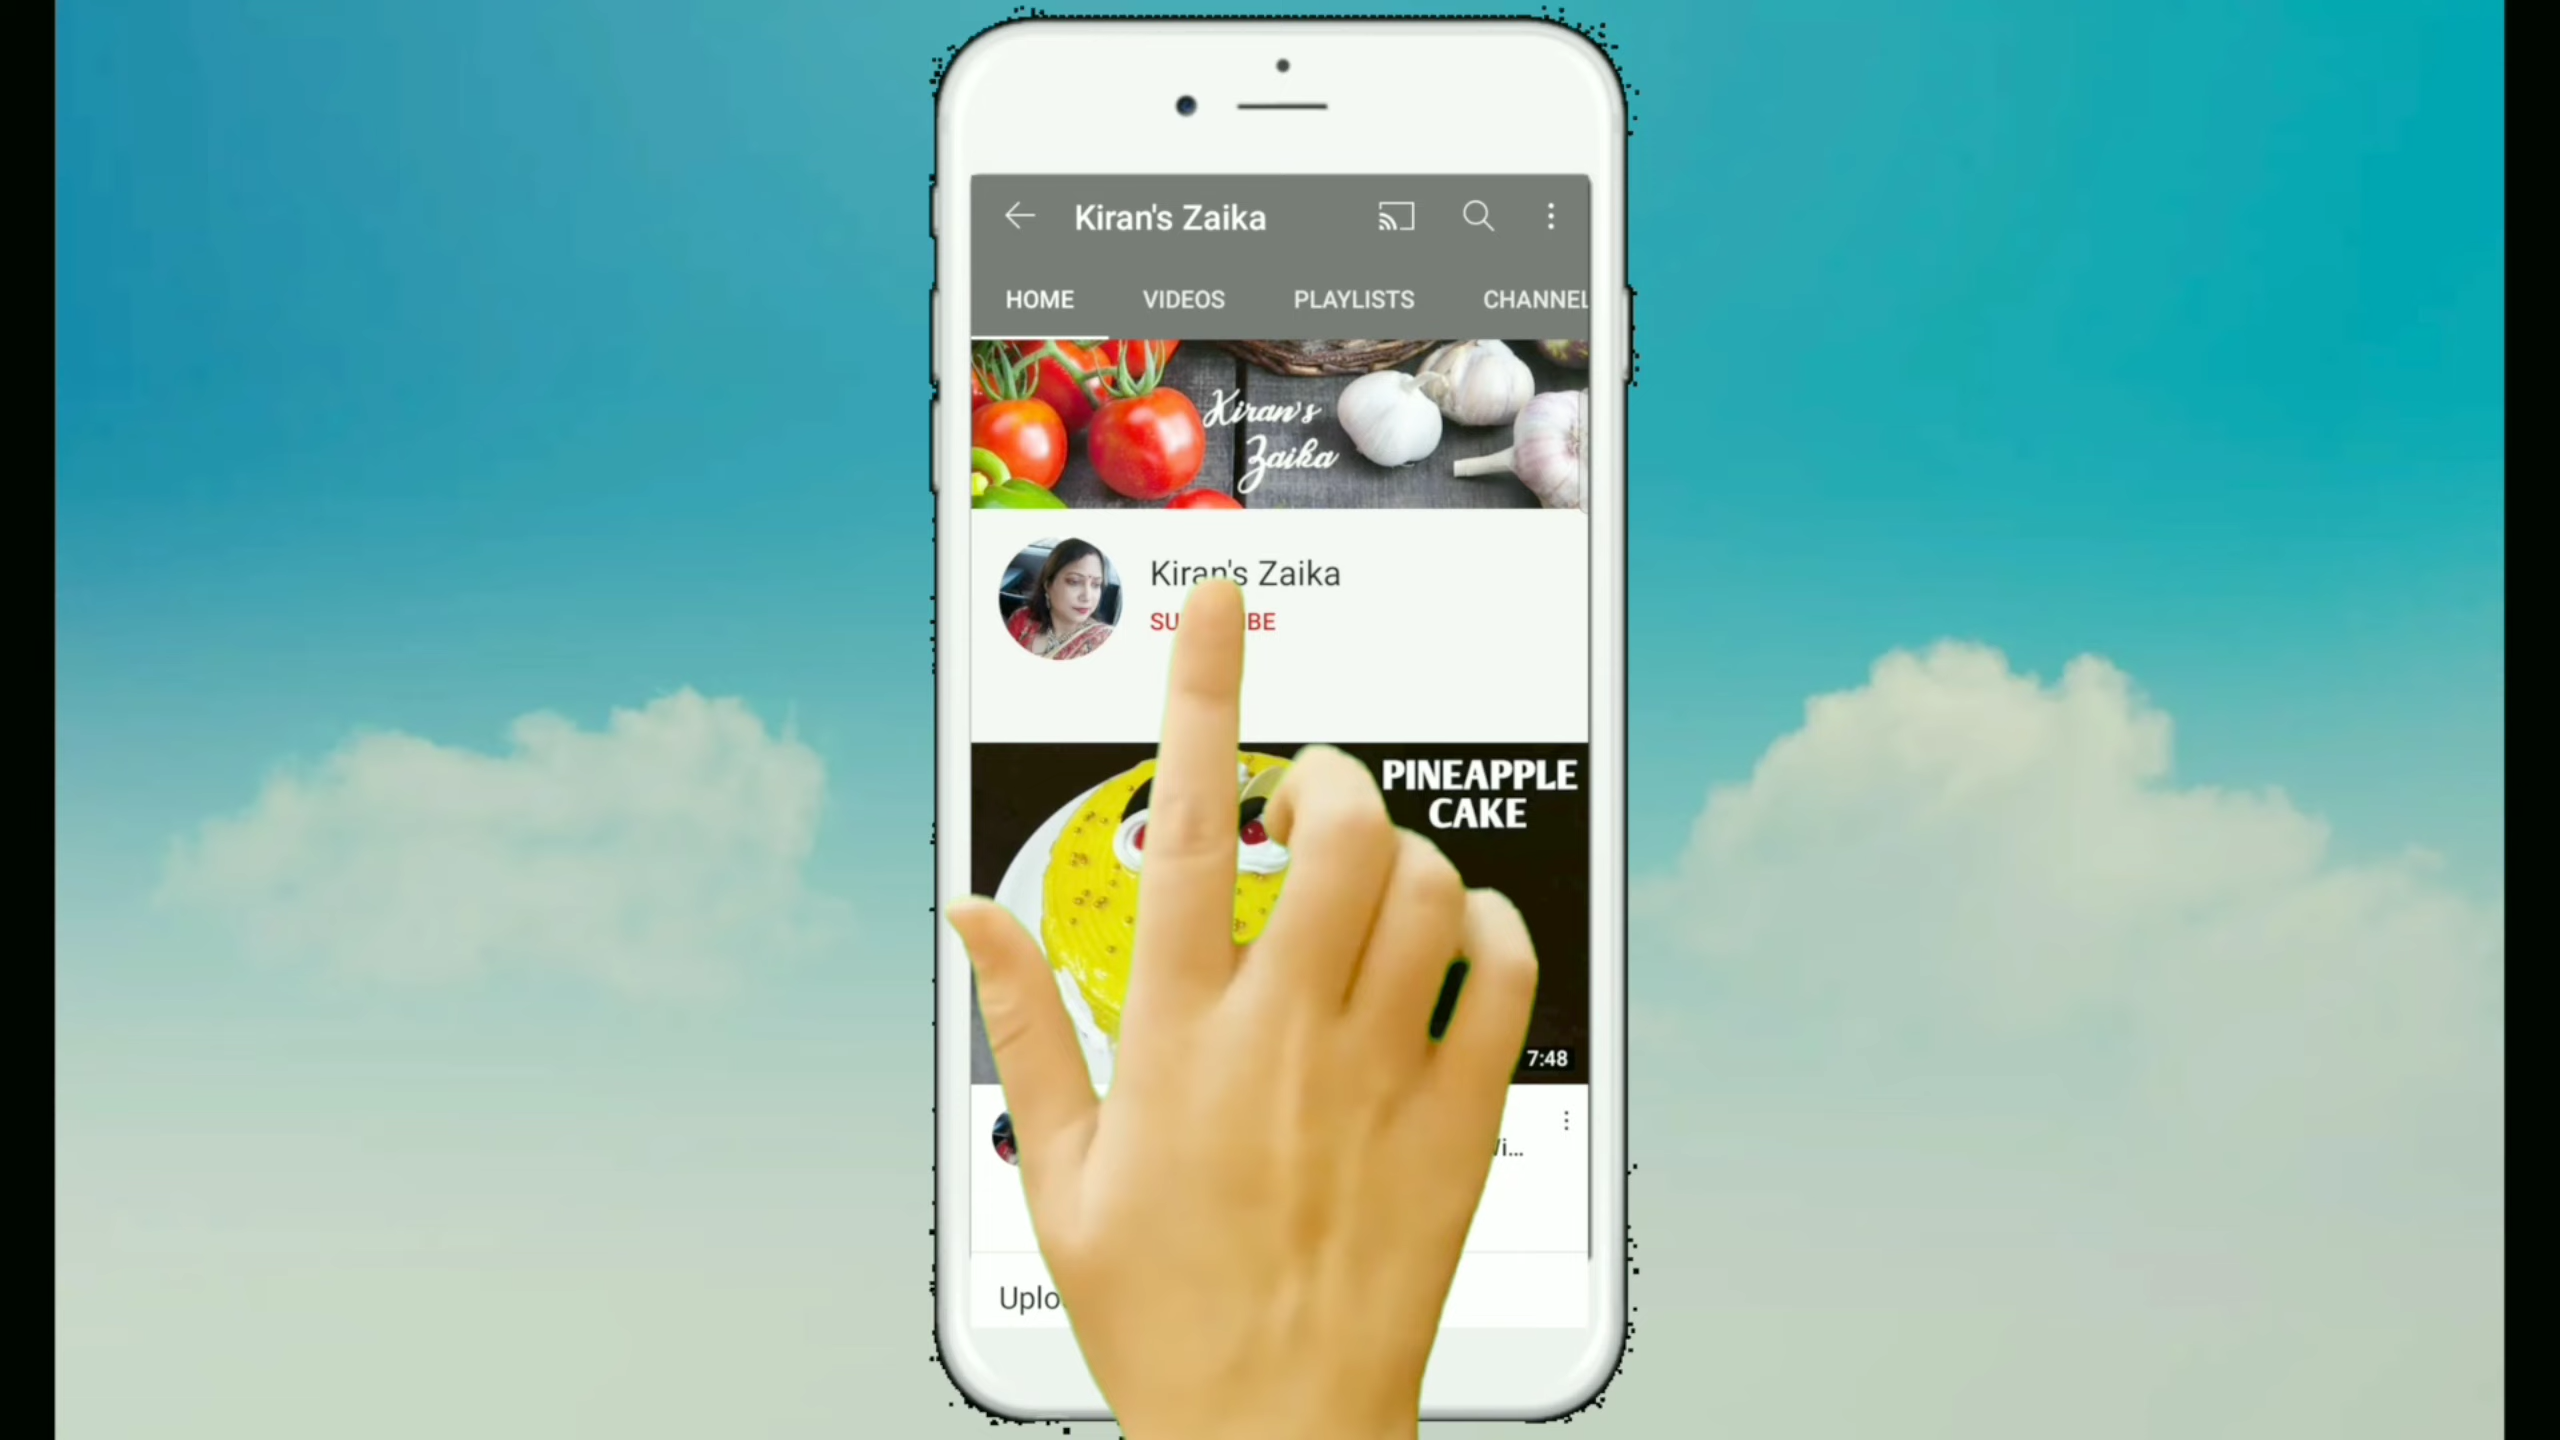 Kiran's Zaika
HOME VIDEOS PLAYLISTS CHANNEL
Kiran's
Zaika
Kiran's Zaika
PINEAPPLE
CAKE
7:48